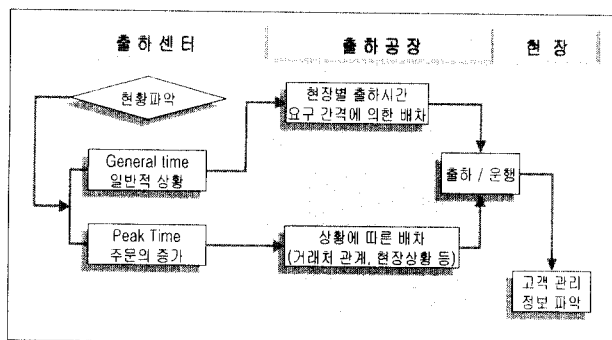 출하센터
출하공장
현장
현황파악
현장별 출하시간
요구 간격에 의한 배차
General time
일반적 상황
출하 / 운행
Peak Time
주문의 증가
상황에 따른 배차
(거래처 관계, 현장상황 등)
고객 관리
정보 파악